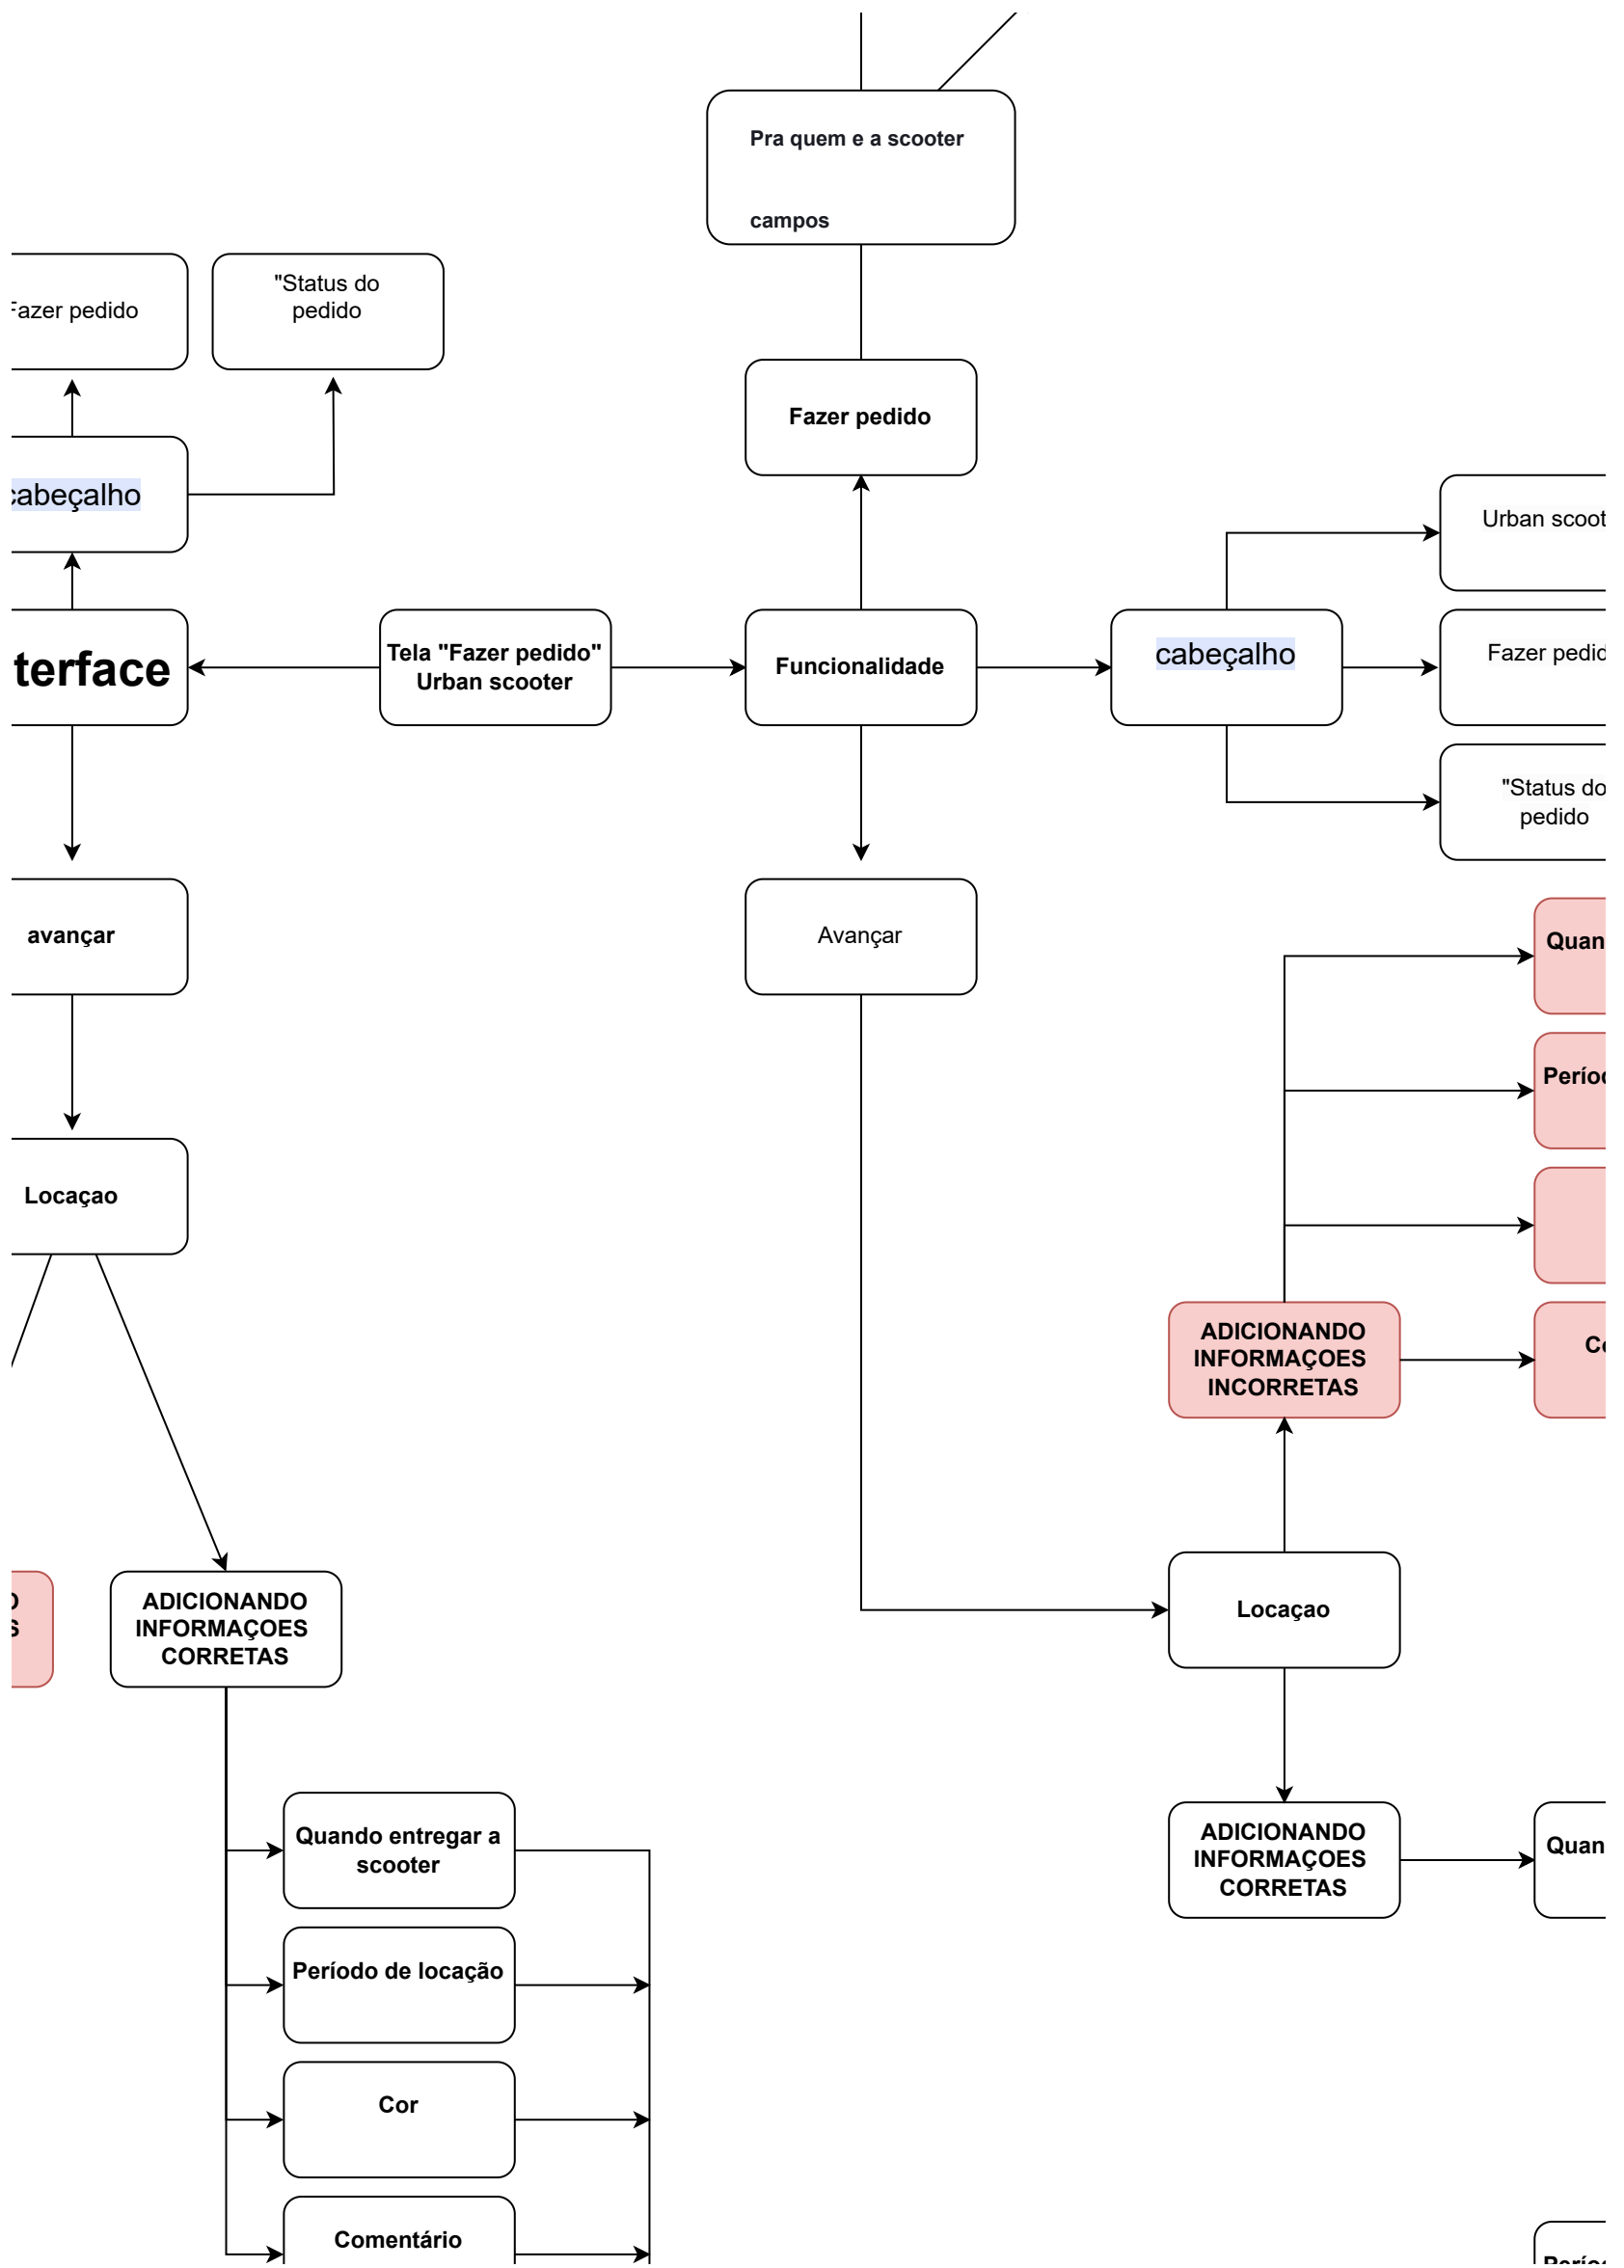 Pra quem e a scooter
campos
Fazer pedido
"Status do
pedido
Fazer pedido
cabeçalho
Urban scoot
terface
Tela "Fazer pedido"
Urban scooter
Funcionalidade
cabeçalho
Fazer pedid
"Status do
pedido
avançar
Avançar
Quan
Períod
Locaçao
ADICIONANDO
INFORMAÇOES
INCORRETAS
ADICIONANDO
INFORMAÇOES
CORRETAS
Locaçao
Quando entregar a
scooter
ADICIONANDO
INFORMAÇOES
CORRETAS
Quan
Período de locação
Cor
Comentário